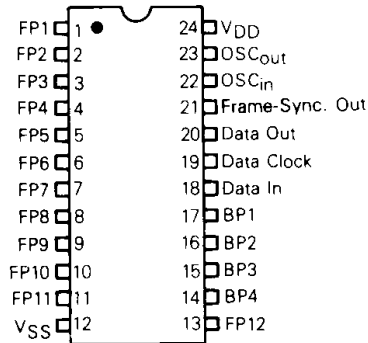 FP1 1 24 VDD
FP2 2 23 OSCout
FP3 3 22 OSCin
FP4 4 21 Frame-Sync. Out
FP5 5 20 Data Out
FP6 6 19 Data Clock
FP7 7 18 Data In
FP8 8 17 BP1
FP9 9 16 BP2
FP10 10 15 BP3
FP11 11 14 BP4
VSS 12 13 FP12